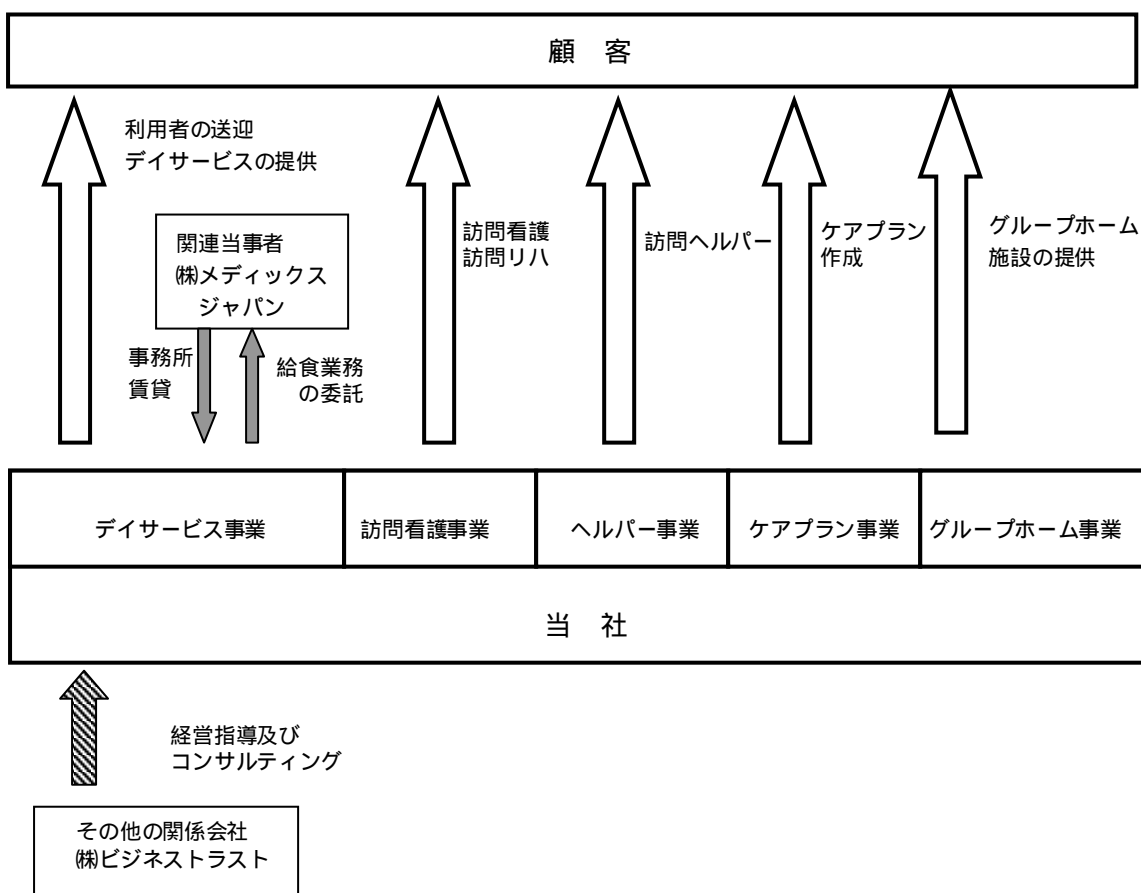 顧 客
利用者の送迎
デイサービスの提供
関連当事者
㈱メディックス
ジャパン
事務所
賃貸
給食業務
の委託
訪問看護
訪問リハ
訪問ヘルパー
ケアプラン
作成
グループホーム
施設の提供
デイサービス事業
訪問看護事業
ヘルパー事業
ケアプラン事業
グループホーム事業
当 社
経営指導及び
コンサルティング
その他の関係会社
㈱ビジネストラスト